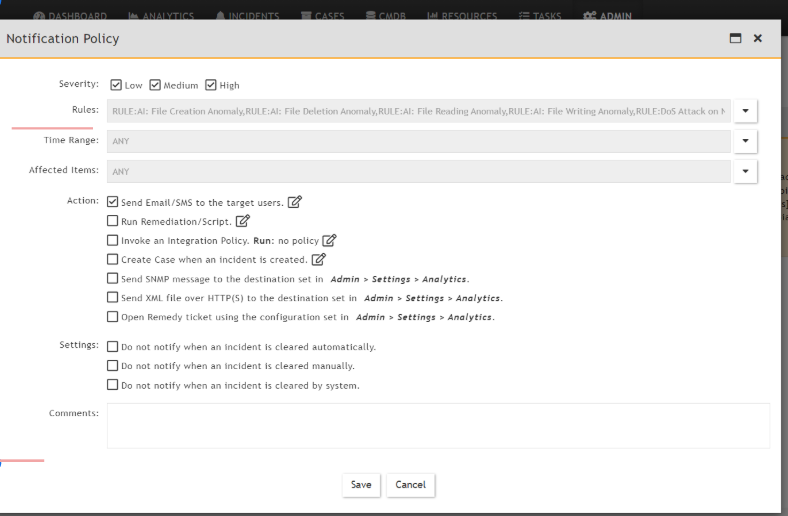 DASHBOARD ANALYTICS INCIDENTS CASES CMDB RESOURCES TASKS ADMIN
Notification Policy
Severity: Low Medium High
Rules: RULE:AI: File Creation Anomaly,RULE:AI: File Deletion Anomaly,RULE:AI: File Reading Anomaly,RULE:AI: File Writing Anomaly,RULE:DoS Attack on
Time Range: ANY
Affected Items: ANY
Action: Send Email/SMS to the target users.
Run Remediation/Script.
Invoke an Integration Policy. Run: no policy
Create Case when an incident is created.
Send SNMP message to the destination set in Admin > Settings > Analytics.
Send XML file over HTTP(S) to the destination set in Admin > Settings > Analytics.
Open Remedy ticket using the configuration set in Admin > Settings > Analytics.
Settings: Do not notify when an incident is cleared automatically.
Do not notify when an incident is cleared manually.
Do not notify when an incident is cleared by system.
Comments:
Save Cancel